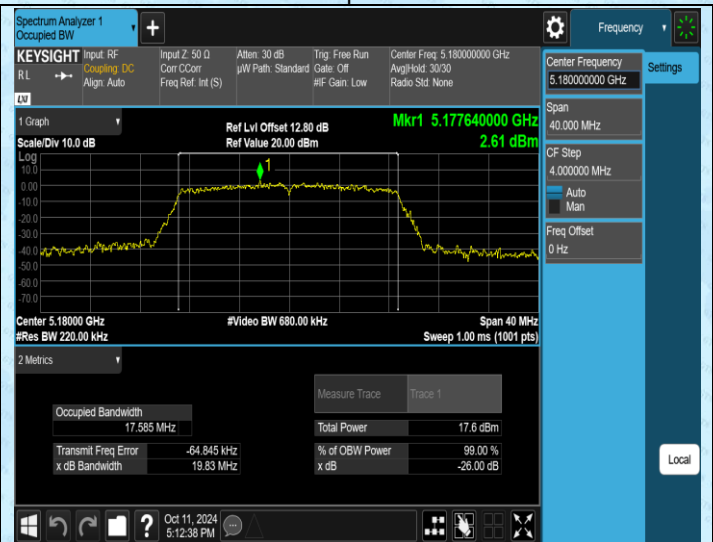 Spectrum Analyzer 1
Occupied BW
Frequency
KEYSIGHT
RL
LXI
Input: RF
Coupling: DC
Align: Auto
Input Z: 50 Ω
Corr CCorr
Freq Ref: Int (S)
Atten: 30 dB
µW Path: Standard
Trig: Free Run
Gate: Off
#IF Gain: Low
Center Freq: 5.180000000 GHz
Avg|Hold: 30/30
Radio Std: None
1 Graph
Scale/Div 10.0 dB
Ref Lvl Offset 12.80 dB
Ref Value 20.00 dBm
Mkr1 5.177640000 GHz
2.61 dBm
Log
10.0
0.00
-10.0
-20.0
-30.0
-40.0
-50.0
-60.0
-70.0
1
Center 5.18000 GHz
#Res BW 220.00 kHz
#Video BW 680.00 kHz
Span 40 MHz
Sweep 1.00 ms (1001 pts)
2 Metrics
Measure Trace
Trace 1
Occupied Bandwidth
17.585 MHz
Total Power
17.6 dBm
Transmit Freq Error
-64.845 kHz
% of OBW Power
99.00 %
x dB Bandwidth
19.83 MHz
x dB
-26.00 dB
Center Frequency
5.180000000 GHz
Settings
Span
40.000 MHz
CF Step
4.000000 MHz
Auto
Man
Freq Offset
0 Hz
Local
?
Oct 11, 2024
5:12:38 PM